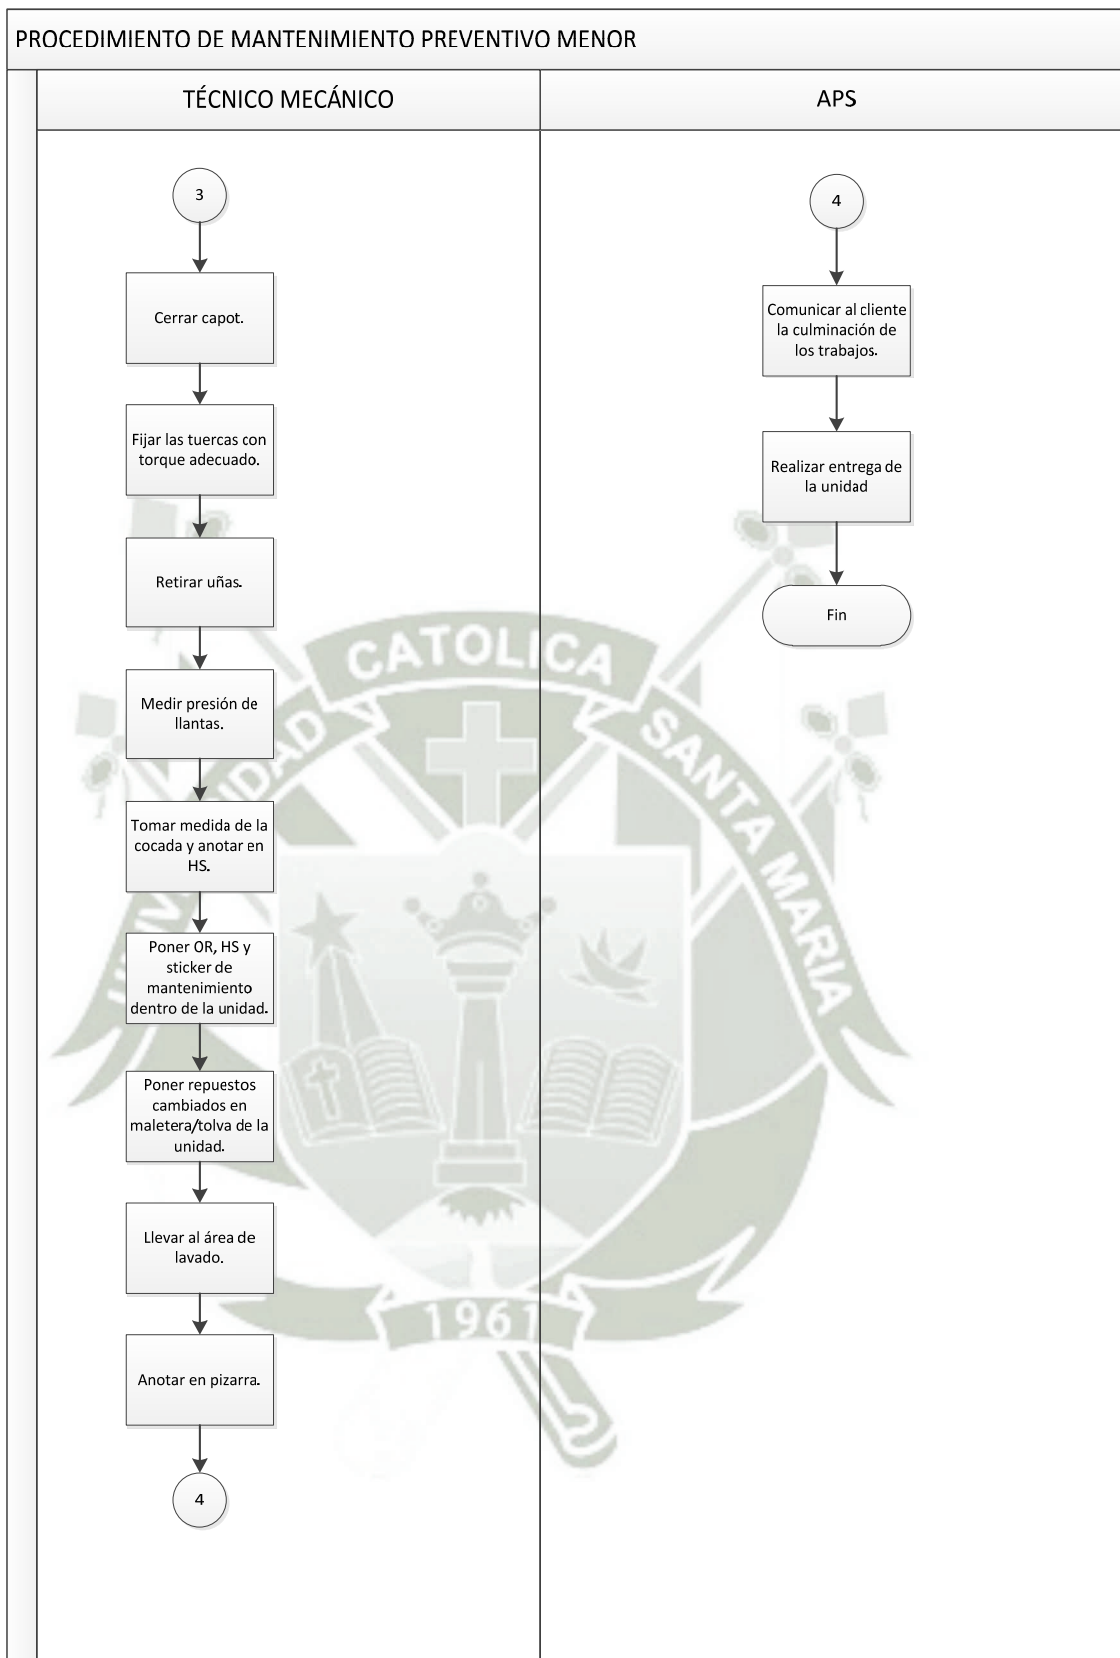 PROCEDIMIENTO DE MANTENIMIENTO PREVENTIVO MENOR
TÉCNICO MECÁNICO
3
Cerrar capot.
Fijar las tuercas con
torque adecuado.
Retirar uñas.
Medir presión de
llantas.
Tomar medida de la
cocada y anotar en
HS.
Poner OR, HS y
sticker de
mantenimiento
dentro de la unidad.
Poner repuestos
cambiados en
maletera/tolva de la
unidad.
Llevar al área de
lavado.
Anotar en pizarra.
4
APS
4
Comunicar al cliente
la culminación de
los trabajos.
Realizar entrega de
la unidad
Fin
CATOLICA
SANTA MARIA
1961